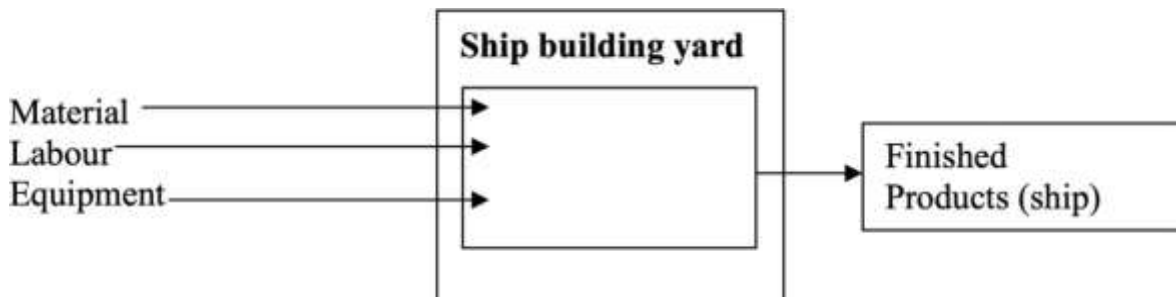 Ship building yard
Material
Labour
Equipment
Finished
Products (ship)